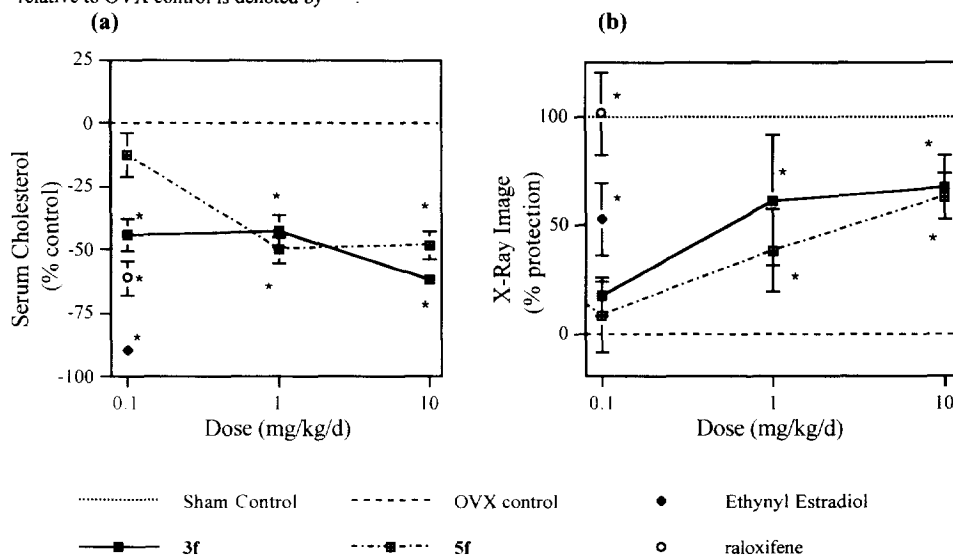 relative to OVX control is denoted by
(a)
(b)
25
0
-25
-50
-75
-100
Serum Cholesterol
(% control)
*
*
*
*
*
*
*
0.1
1
10
Dose (mg/kg/d)
100
50
0
X-Ray Image
(% protection)
*
*
*
*
*
*
0.1
1
10
Dose (mg/kg/d)
Sham Control
OVX control
Ethynyl Estradiol
3f
5f
raloxifene